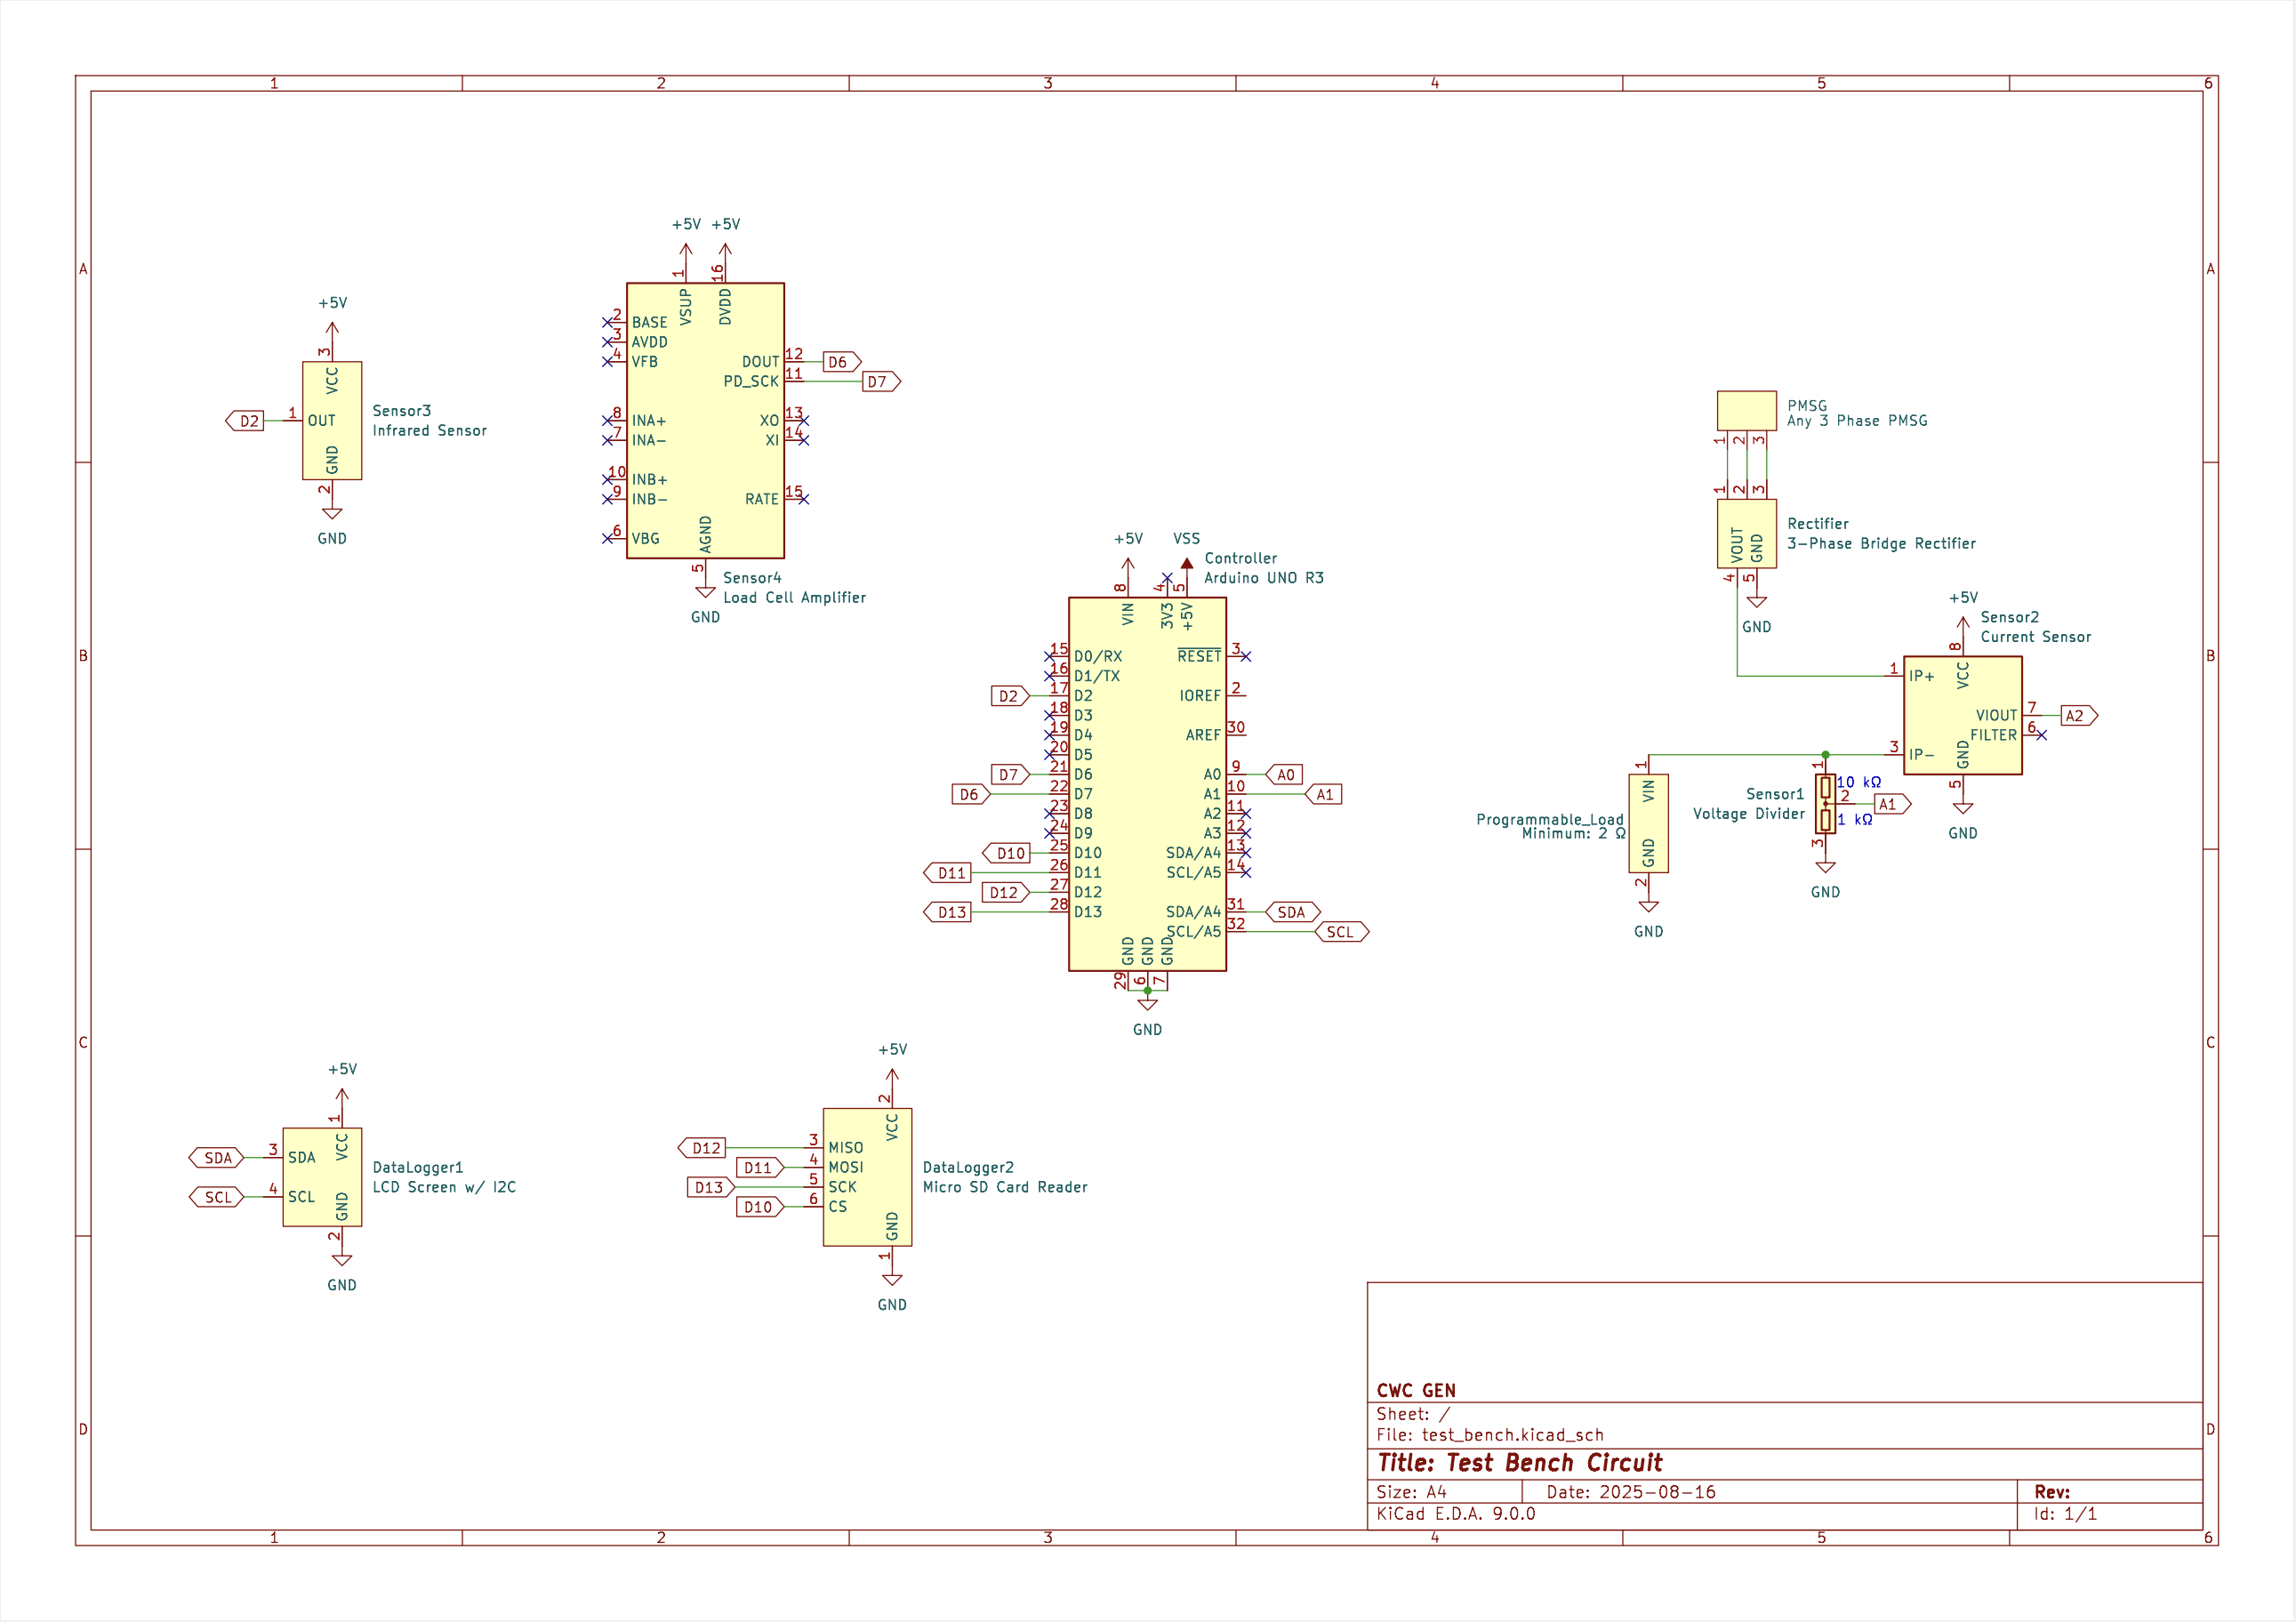 1 2 3 4 5 6
A
B
C
D
A
B
C
D
+5V
3
VCC
D2
1
OUT
GND
2
GND
Sensor3
Infrared Sensor
+5V +5V
1
16
VSUP
DVDD
2 BASE
3 AVDD
4 VFB
8 INA+
7 INA-
10 INB+
9 INB-
6 VBG
DOUT 12 D6
PD_SCK 11 D7
XO 13
XI 14
RATE 15
AGND
5
GND
Sensor4
Load Cell Amplifier
+5V VSS
Controller
Arduino UNO R3
8
4
5
VIN
3V3
+5V
15 D0/RX
16 D1/TX
D2 17 D2
18 D3
19 D4
20 D5
D7 21 D6
D6 22 D7
23 D8
24 D9
D10 25 D10
D11 26 D11
D12 27 D12
D13 28 D13
RESET 3
IOREF 2
AREF 30
A0 9 A0
A1 10 A1
A2 11
A3 12
SDA/A4 13
SCL/A5 14
SDA/A4 31 SDA
SCL/A5 32 SCL
GND
GND
GND
29
6
7
GND
PMSG
Any 3 Phase PMSG
1
2
3
1
2
3
Rectifier
3-Phase Bridge Rectifier
VOUT
GND
4
5
GND
+5V
Sensor2
Current Sensor
8
VCC
1 IP+
3 IP-
VIOUT 7 A2
FILTER 6
GND
5
GND
1
10 kΩ
Sensor1
Voltage Divider
2 A1
1 kΩ
3
GND
1
VIN
Programmable_Load
Minimum: 2 Ω
GND
2
GND
+5V
1
VCC
SDA 3 SDA
SCL 4 SCL
GND
2
GND
DataLogger1
LCD Screen w/ I2C
+5V
2
VCC
D12 3 MISO
D11 4 MOSI
D13 5 SCK
D10 6 CS
GND
1
GND
DataLogger2
Micro SD Card Reader
CWC GEN
Sheet: /
File: test_bench.kicad_sch
Title: Test Bench Circuit
Size: A4 Date: 2025-08-16 Rev:
KiCad E.D.A. 9.0.0 Id: 1/1
1 2 3 4 5 6